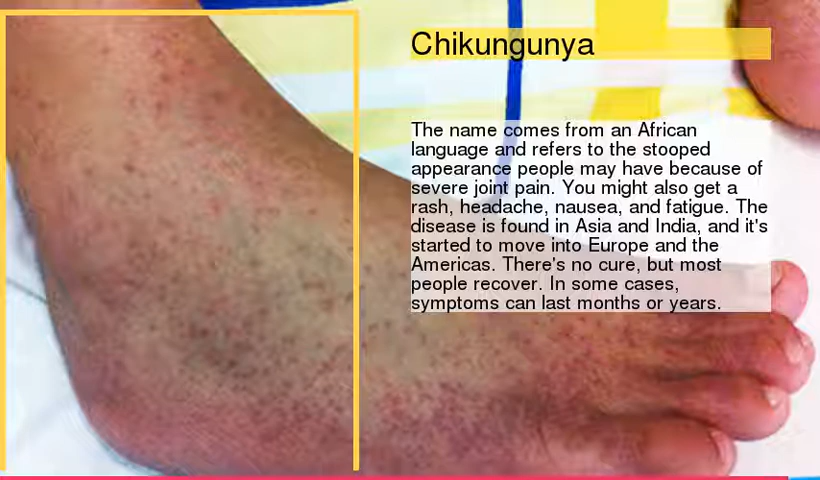 Chikungunya
The name comes from an African
language and refers to the stooped
appearance people may have because of
severe joint pain. You might also get a
rash, headache, nausea, and fatigue. The
disease is found in Asia and India, and it's
started to move into Europe and the
Americas. There's no cure, but most
people recover. In some cases,
symptoms can last months or years.